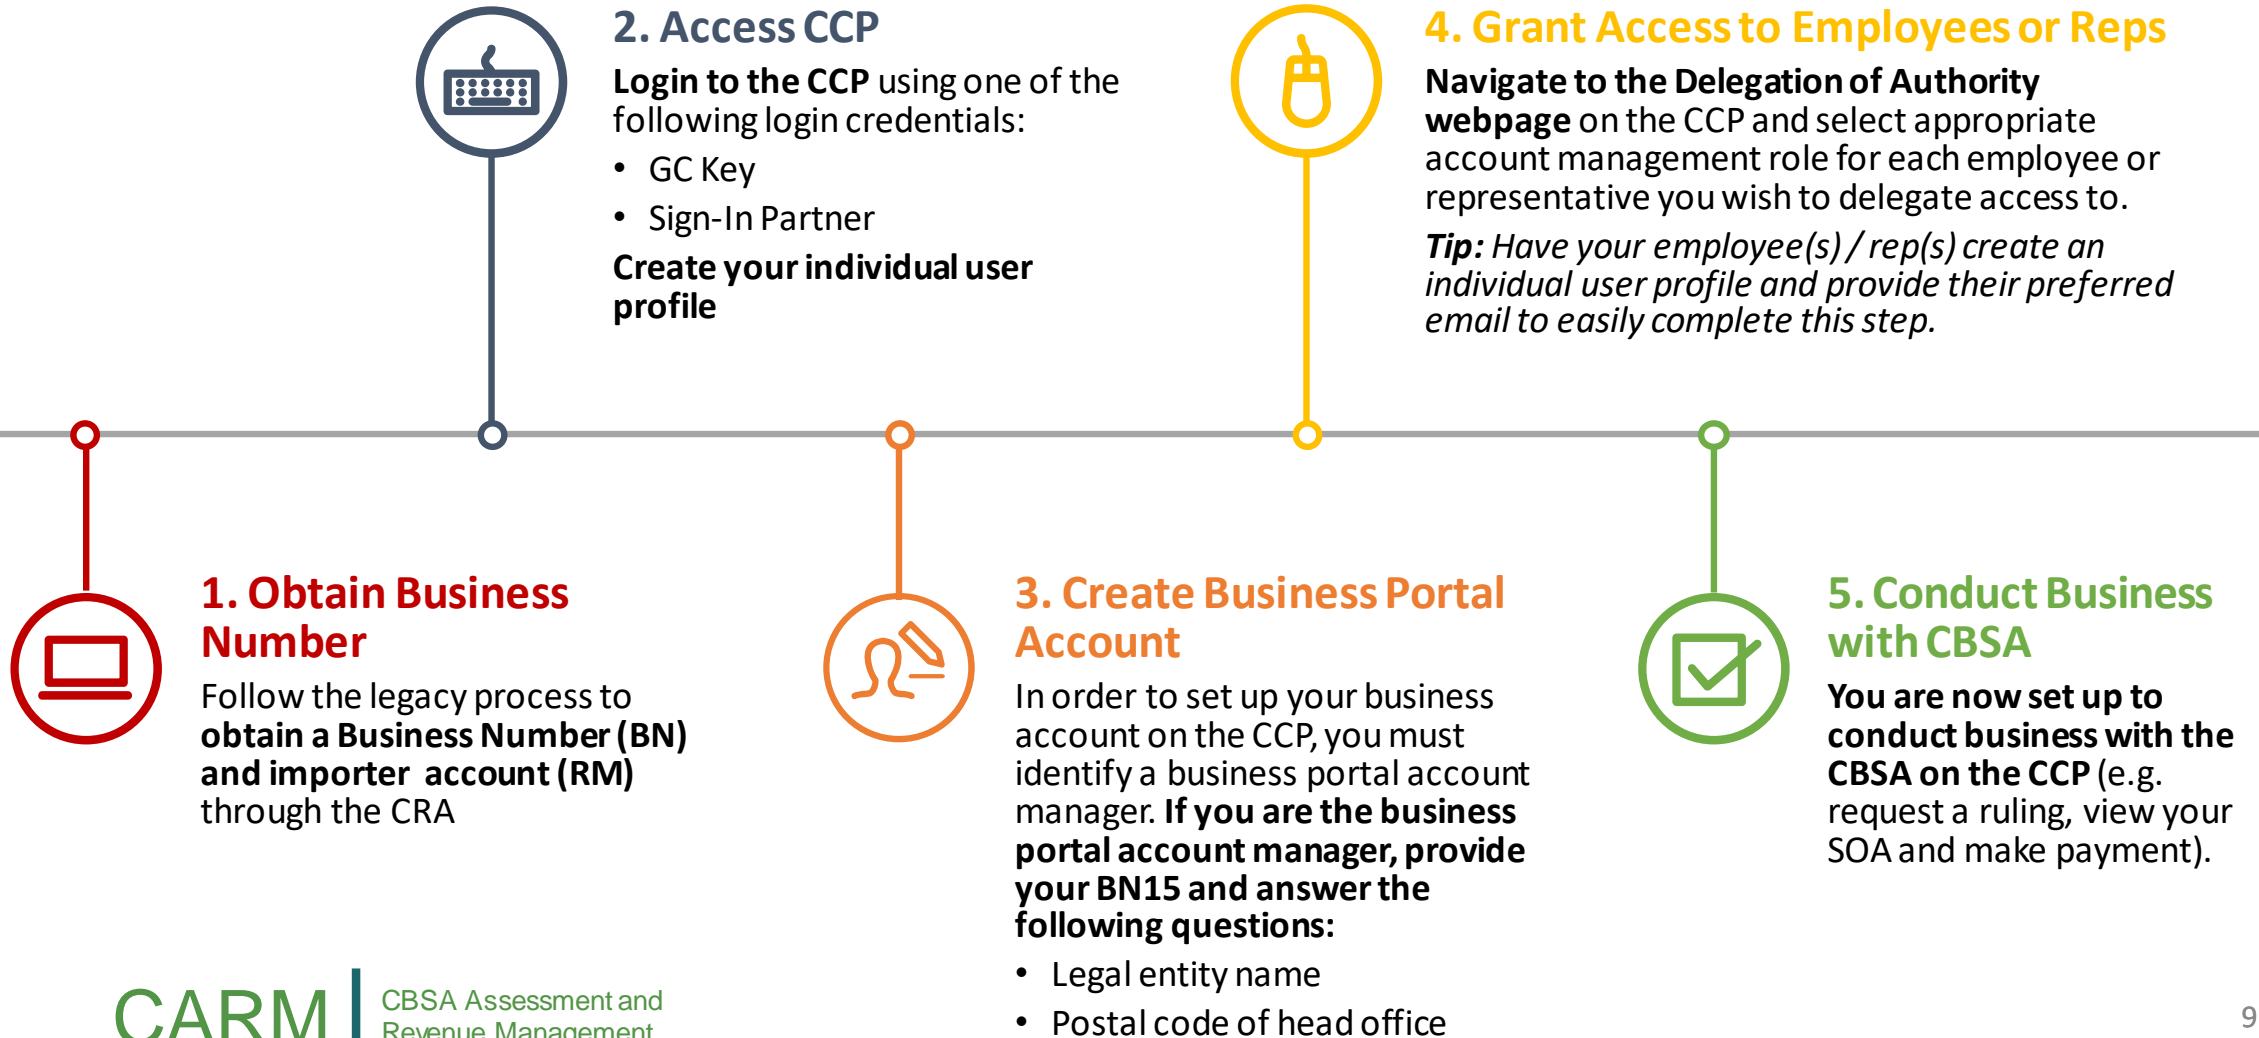 1. Obtain Business
Number
Follow the legacy process to
obtain a Business Number (BN)
and importer account (RM)
through the CRA
2. Access CCP
Login to the CCP using one of the
following login credentials:
• GC Key
• Sign-In Partner
Create your individual user
profile
3. Create Business Portal
Account
In order to set up your business
account on the CCP, you must
identify a business portal account
manager. If you are the business
portal account manager, provide
your BN15 and answer the
following questions:
• Legal entity name
• Postal code of head office
4. Grant Access to Employees or Reps
Navigate to the Delegation of Authority
webpage on the CCP and select appropriate
account management role for each employee or
representative you wish to delegate access to.
Tip: Have your employee(s) / rep(s) create an
individual user profile and provide their preferred
email to easily complete this step.
5. Conduct Business
with CBSA
You are now set up to
conduct business with the
CBSA on the CCP (e.g.
request a ruling, view your
SOA and make payment).
CARM
CBSA Assessment and
Revenue Management
9